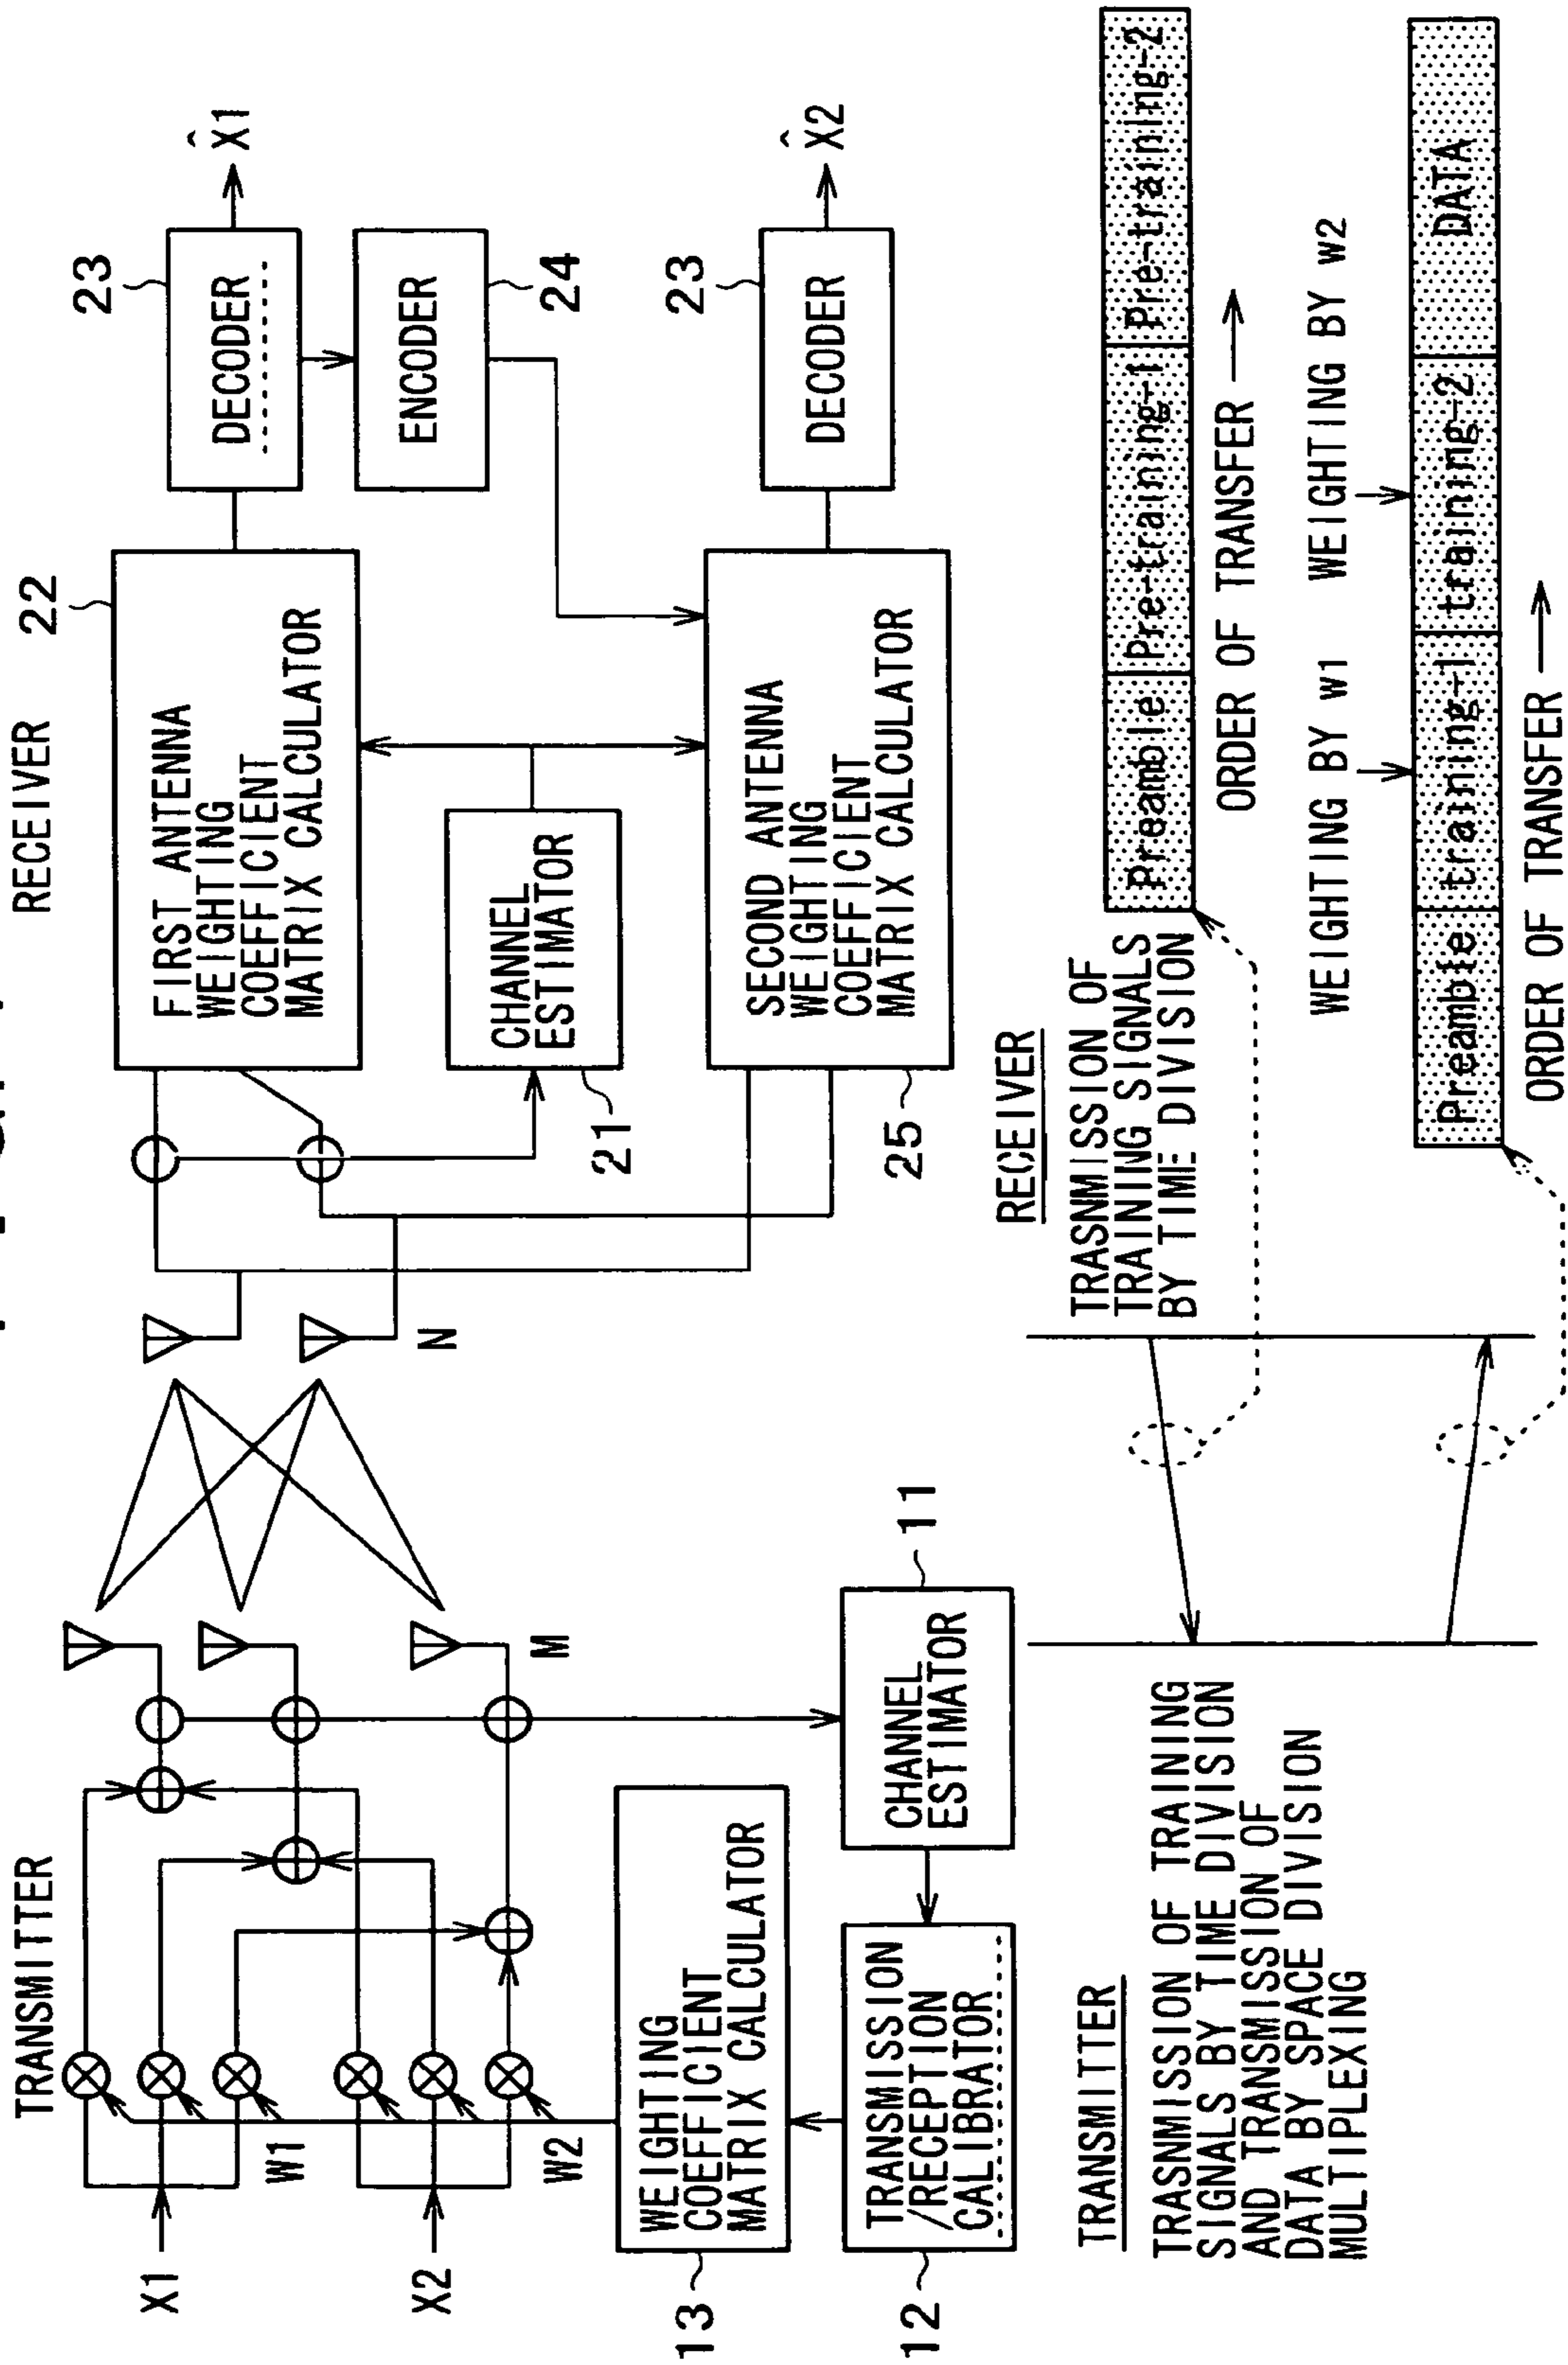 RECEIVER
22
FIRST ANTENNA
WEIGHTING
COEFFICIENT
MATRIX CALCULATOR
23
DECODER
X̂1
24
ENCODER
CHANNEL
ESTIMATOR
21
SECOND ANTENNA
WEIGHTING
COEFFICIENT
MATRIX CALCULATOR
25
23
DECODER
X̂2
N
TRANSMITTER
X1
W1
X2
W2
M
WEIGHTING
COEFFICIENT
MATRIX CALCULATOR
13
TRANSMISSION
/RECEPTION
CALIBRATOR
12
CHANNEL
ESTIMATOR
11
TRANSMITTER
TRASNMISSION OF TRAINING
SIGNALS BY TIME DIVISION
AND TRANSMISSION OF
DATA BY SPACE DIVISION
MULTIPLEXING
RECEIVER
TRASNMISSION OF
TRAINING SIGNALS
BY TIME DIVISION
Preamble Pre-training-1 Pre-training-2
ORDER OF TRANSFER
WEIGHTING BY w1 WEIGHTING BY w2
Preamble training-1 training-2 DATA
ORDER OF TRANSFER